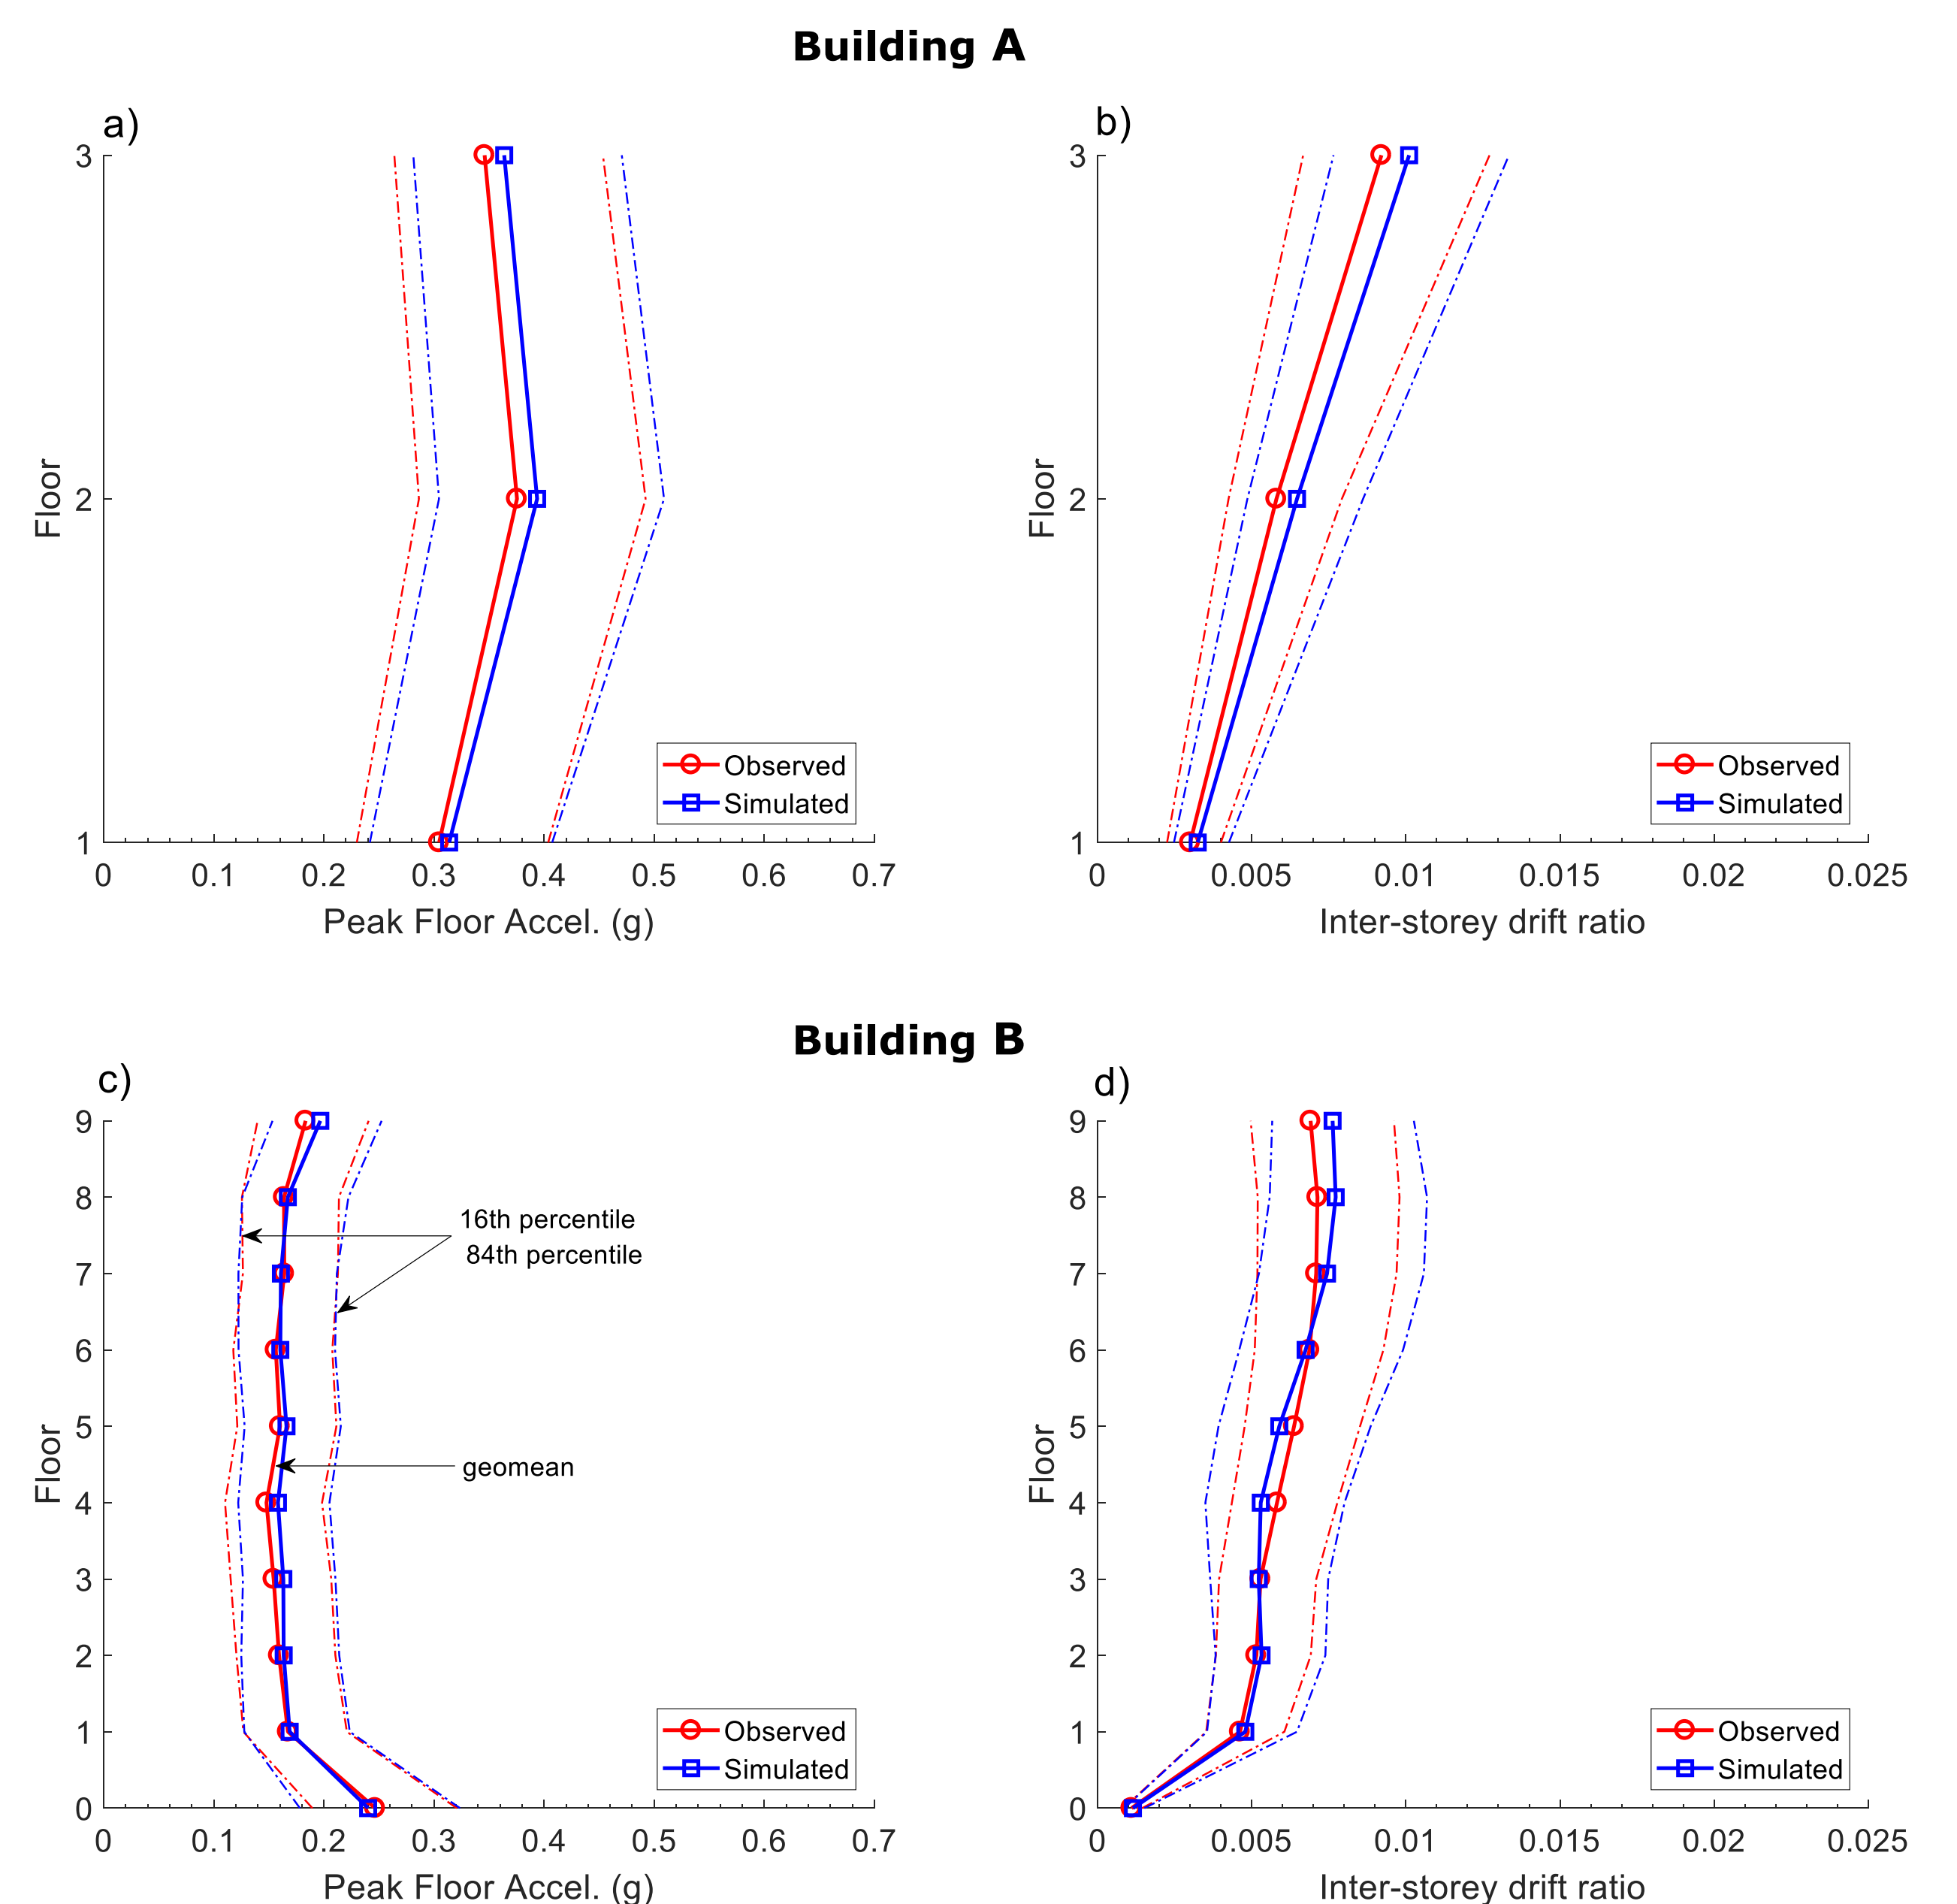 Building A
a)
3
2
1
Floor
0 0.1 0.2 0.3 0.4 0.5 0.6 0.7
Peak Floor Accel. (g)
Observed
Simulated
b)
3
2
1
Floor
0 0.005 0.01 0.015 0.02 0.025
Inter-storey drift ratio
Observed
Simulated
Building B
c)
9
8
7
6
5
4
3
2
1
0
Floor
16th percentile
84th percentile
geomean
Observed
Simulated
0 0.1 0.2 0.3 0.4 0.5 0.6 0.7
Peak Floor Accel. (g)
d)
9
8
7
6
5
4
3
2
1
0
Floor
Observed
Simulated
0 0.005 0.01 0.015 0.02 0.025
Inter-storey drift ratio